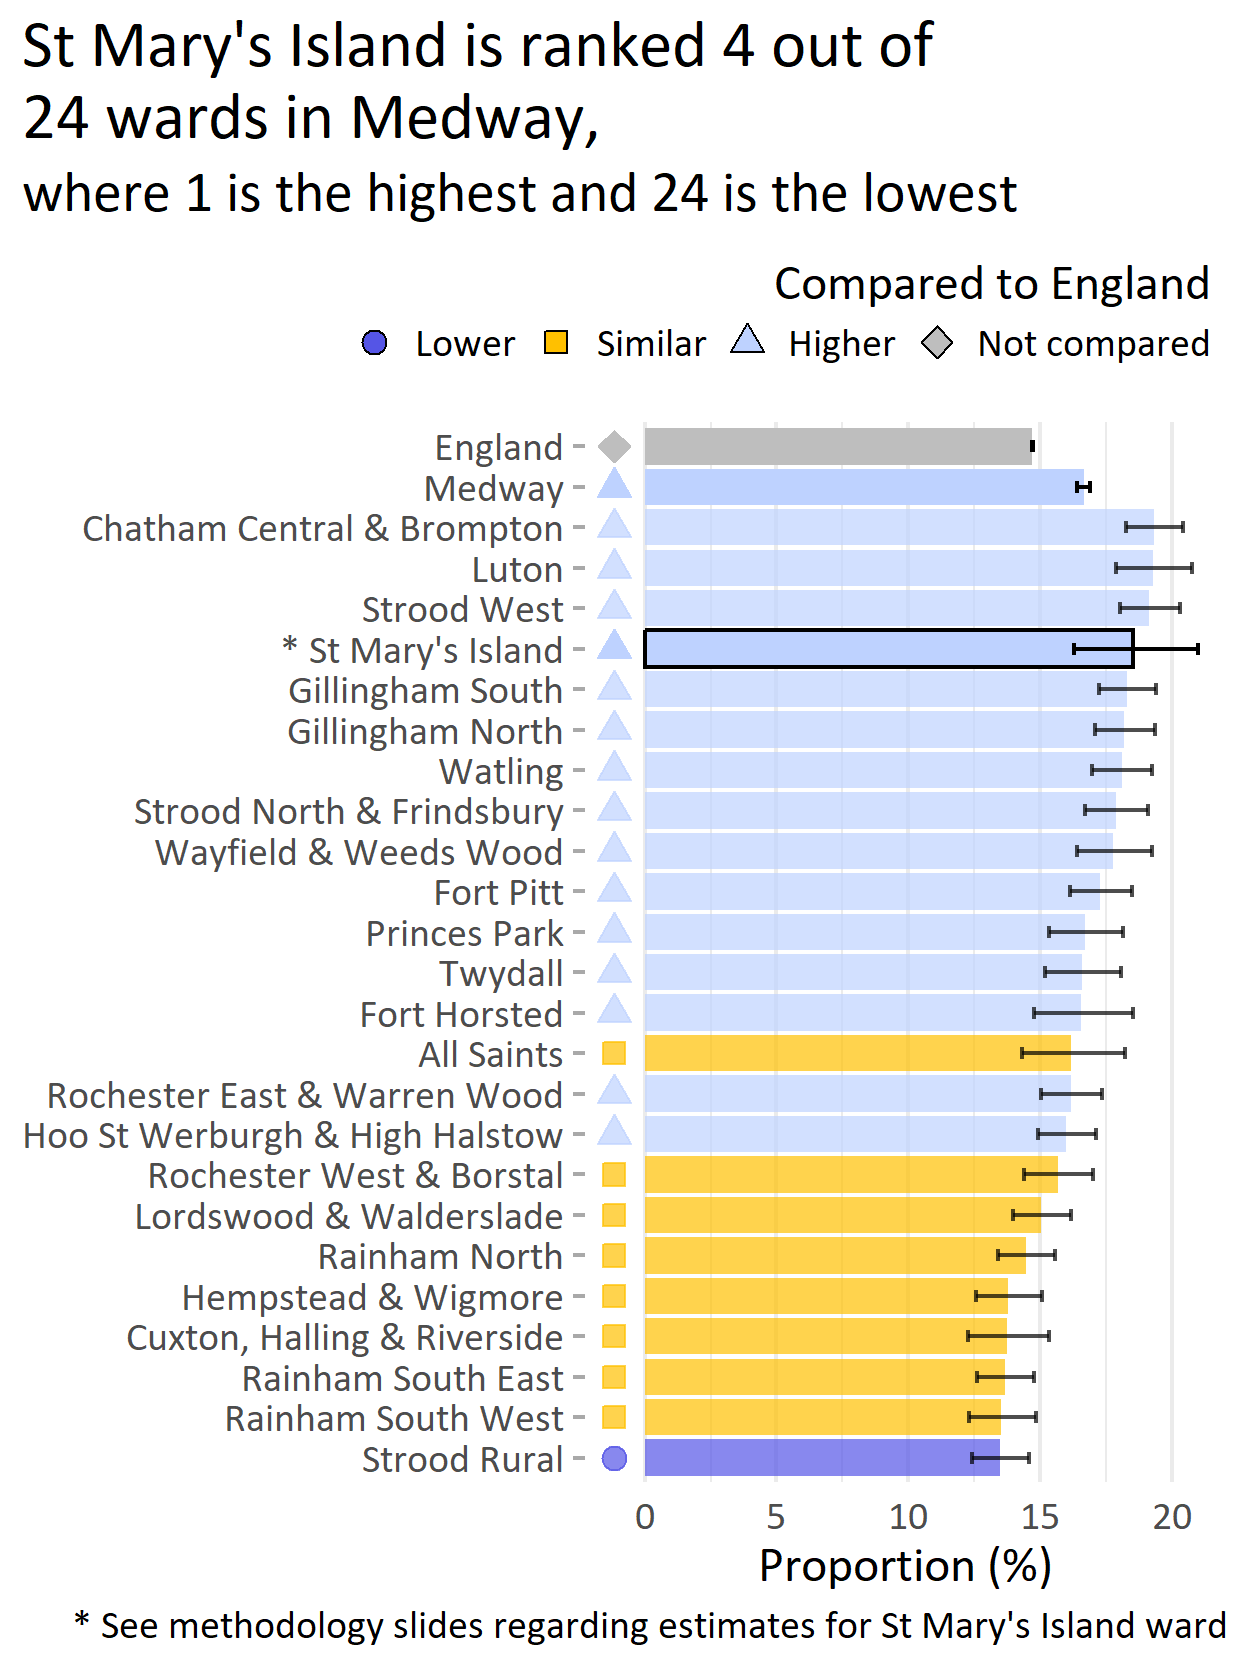 St Mary's Island is ranked 4 out of
24 wards in Medway,
where 1 is the highest and 24 is the lowest
Compared to England
Lower Similar Higher Not compared
England
Medway
Chatham Central & Brompton
Luton
Strood West
* St Mary's Island
Gillingham South
Gillingham North
Watling
Strood North & Frindsbury
Wayfield & Weeds Wood
Fort Pitt
Princes Park
Twydall
Fort Horsted
All Saints
Rochester East & Warren Wood
Hoo St Werburgh & High Halstow
Rochester West & Borstal
Lordswood & Walderslade
Rainham North
Hempstead & Wigmore
Cuxton, Halling & Riverside
Rainham South East
Rainham South West
Strood Rural
0 5 10 15 20
Proportion (%)
* See methodology slides regarding estimates for St Mary's Island ward